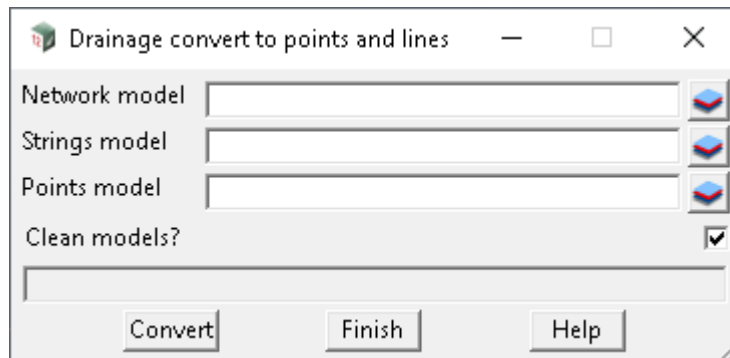 Drainage convert to points and lines
Network model
Strings model
Points model
Clean models?
Convert Finish Help